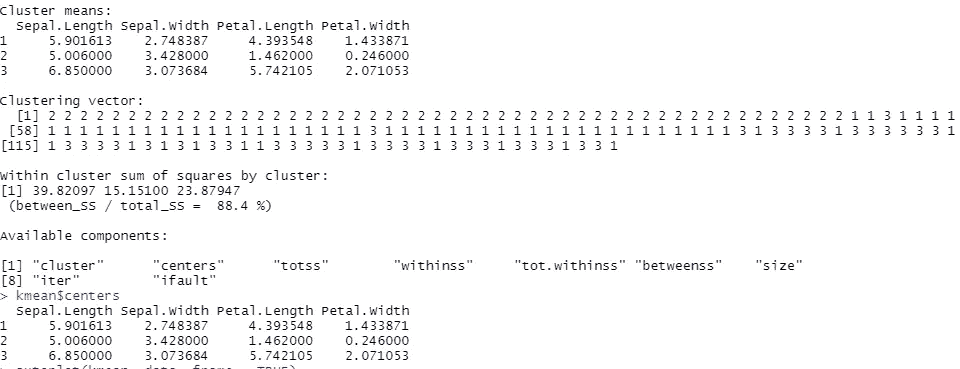 Cluster means:
Sepal.Length Sepal.Width Petal.Length Petal.Width
1 5.901613 2.748387 4.393548 1.433871
2 5.006000 3.428000 1.462000 0.246000
3 6.850000 3.073684 5.742105 2.071053
Clustering vector:
[1] 2 2 2 2 2 2 2 2 2 2 2 2 2 2 2 2 2 2 2 2 2 2 2 2 2 2 2 2 2 2 2 2 2 2 2 2 2 2 2 2 2 2 2 2 2 2 2 2 2 2 1 1 3 1 1 1 1
[58] 1 1 1 1 1 1 1 1 1 1 1 1 1 1 1 1 1 1 1 1 3 1 1 1 1 1 1 1 1 1 1 1 1 1 1 1 1 1 1 1 1 1 1 3 1 3 3 3 3 1 3 3 3 3 3 3 1
[115] 1 3 3 3 3 1 3 1 3 1 3 3 1 1 3 3 3 3 3 1 3 3 3 3 1 3 3 3 1 3 3 3 1 3 3 1
Within cluster sum of squares by cluster:
[1] 39.82097 15.15100 23.87947
(between_SS / total_SS = 88.4 %)
Available components:
[1] "cluster" "centers" "totss" "withinss" "tot.withinss" "betweenss" "size"
[8] "iter" "ifault"
> kmean$centers
Sepal.Length Sepal.Width Petal.Length Petal.Width
1 5.901613 2.748387 4.393548 1.433871
2 5.006000 3.428000 1.462000 0.246000
3 6.850000 3.073684 5.742105 2.071053